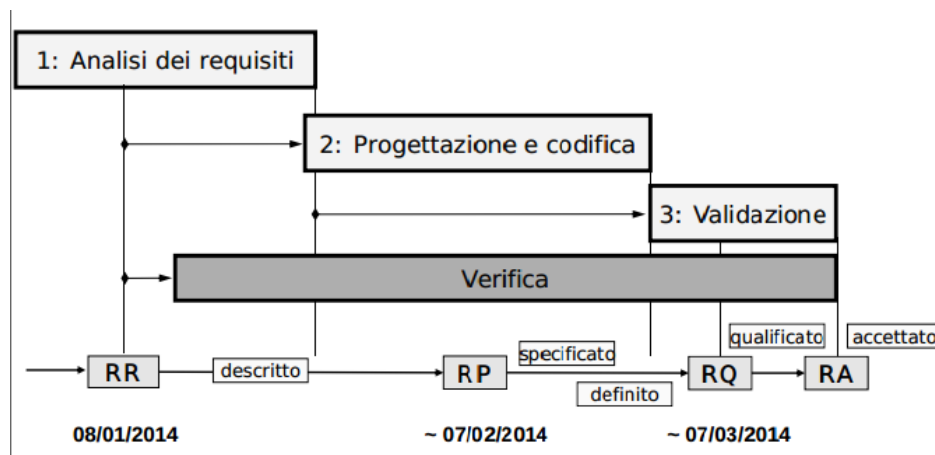 1: Analisi dei requisiti
2: Progettazione e codifica
3: Validazione
Verifica
qualificato
accettato
specificato
RR
descritto
RP
definito
RQ
RA
08/01/2014
~ 07/02/2014
~ 07/03/2014